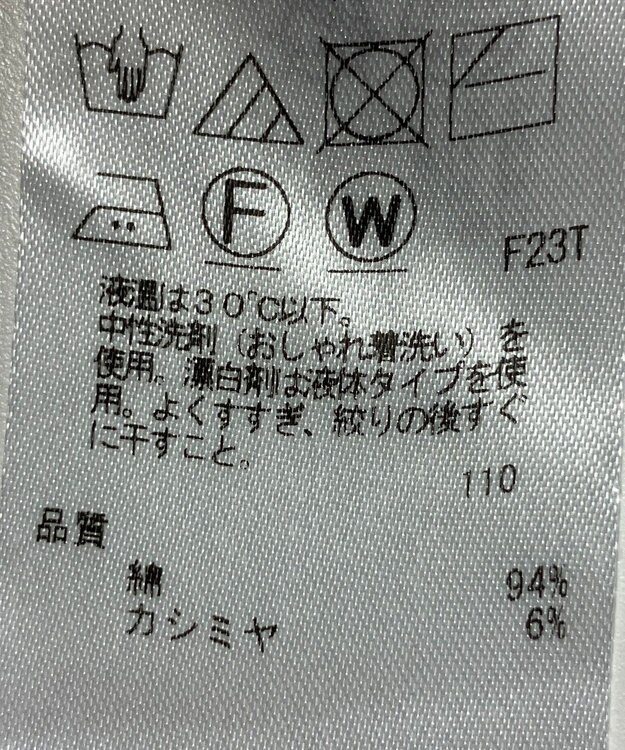 F W F23T
液温は30℃以下。
中性洗剤（おしゃれ着洗い）を
使用。漂白剤は液体タイプを使
用。よくすすぎ、絞りの後すぐ
に干すこと。
110
品質
綿 94%
カシミヤ 6%